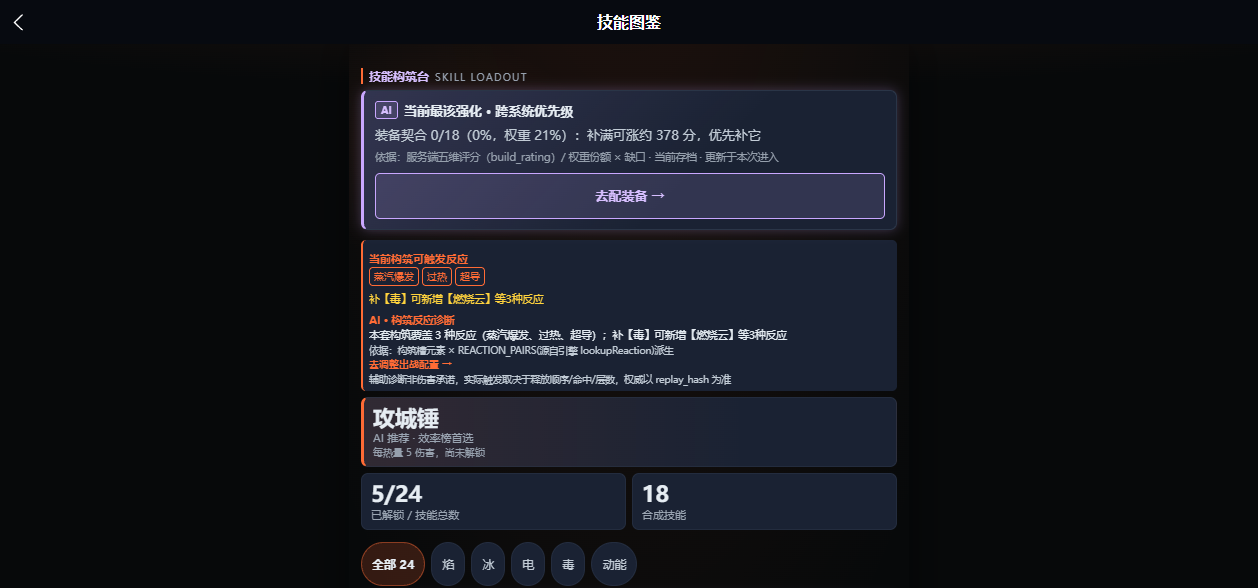 技能图鉴
技能构筑台 SKILL LOADOUT
AI 当前最该强化 · 跨系统优先级
装备契合 0/18（0%，权重 21%）：补满可涨约 378 分，优先补它
依据：服务端五维评分（build_rating）/ 权重份额 × 缺口 · 当前存档 · 更新于本次进入
去配装备 →
当前构筑可触发反应
蒸汽爆发 过热 超导
补【毒】可新增【燃烧云】等3种反应
AI · 构筑反应诊断
本套构筑覆盖 3 种反应（蒸汽爆发、过热、超导）；补【毒】可新增【燃烧云】等3种反应
依据：构筑槽元素 × REACTION_PAIRS(源自引擎 lookupReaction)派生
去调整出战配置 →
辅助诊断非伤害承诺，实际触发取决于释放顺序/命中/层数，权威以 replay_hash 为准
攻城锤
AI 推荐 · 效率榜首选
每热量 5 伤害，尚未解锁
5/24
已解锁 / 技能总数
18
合成技能
全部 24 焰 冰 电 毒 动能